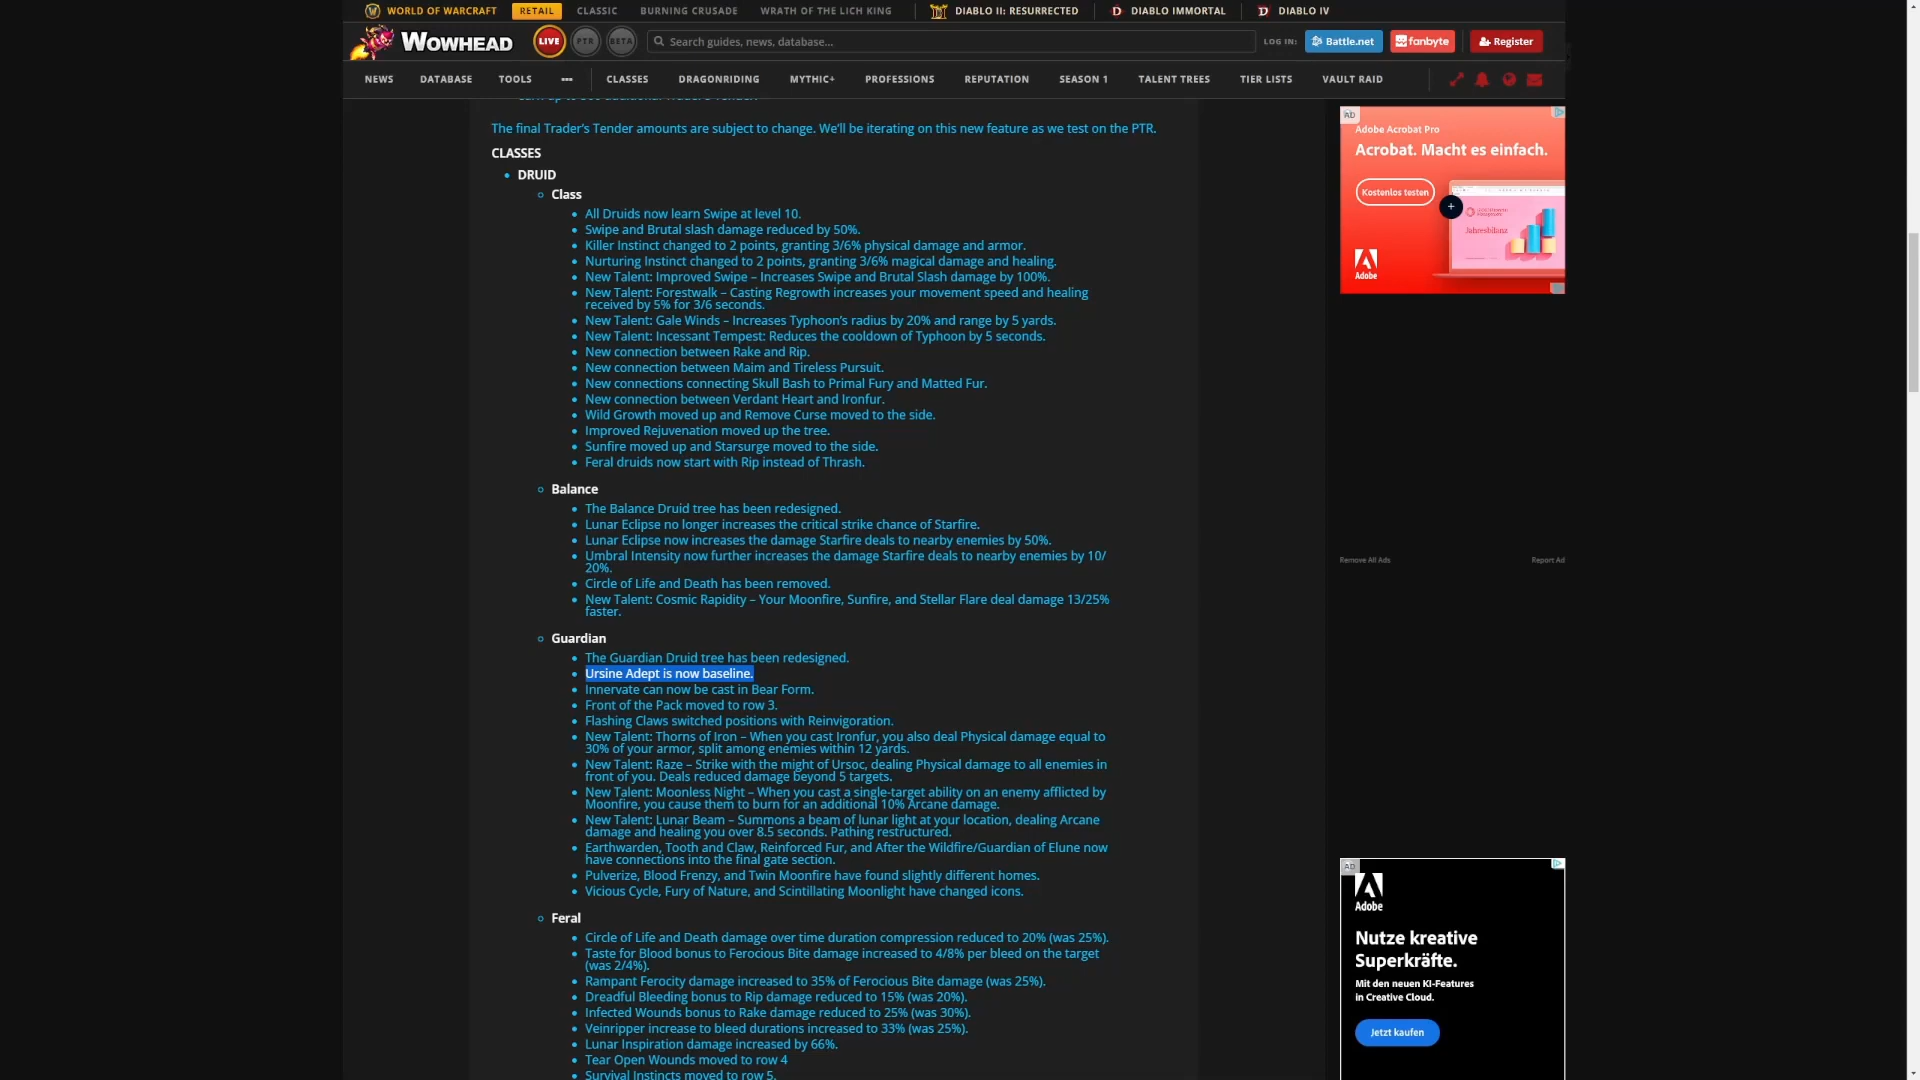 WORLD OF WARCRAFT RETAIL CLASSIC BURNING CRUSADE WRATH OF THE LICH KING DIABLO II: RESURRECTED DIABLO IMMORTAL DIABLO IV
WOWHEAD LIVE PTR BETA Search guides, news, database... LOG IN: Battle.net fanbyte Register
NEWS DATABASE TOOLS ••• CLASSES DRAGONRIDING MYTHIC+ PROFESSIONS REPUTATION SEASON 1 TALENT TREES TIER LISTS VAULT RAID
The final Trader's Tender amounts are subject to change. We'll be iterating on this new feature as we test on the PTR.
CLASSES
DRUID
Class
All Druids now learn Swipe at level 10.
Swipe and Brutal slash damage reduced by 50%.
Killer Instinct changed to 2 points, granting 3/6% physical damage and armor.
Nurturing Instinct changed to 2 points, granting 3/6% magical damage and healing.
New Talent: Improved Swipe – Increases Swipe and Brutal Slash damage by 100%.
New Talent: Forestwalk – Casting Regrowth increases your movement speed and healing
received by 5% for 3/6 seconds.
New Talent: Gale Winds – Increases Typhoon's radius by 20% and range by 5 yards.
New Talent: Incessant Tempest: Reduces the cooldown of Typhoon by 5 seconds.
New connection between Rake and Rip.
New connection between Maim and Tireless Pursuit.
New connections connecting Skull Bash to Primal Fury and Matted Fur.
New connection between Verdant Heart and Ironfur.
Wild Growth moved up and Remove Curse moved to the side.
Improved Rejuvenation moved up the tree.
Sunfire moved up and Starsurge moved to the side.
Feral druids now start with Rip instead of Thrash.
Balance
The Balance Druid tree has been redesigned.
Lunar Eclipse no longer increases the critical strike chance of Starfire.
Lunar Eclipse now increases the damage Starfire deals to nearby enemies by 50%.
Umbral Intensity now further increases the damage Starfire deals to nearby enemies by 10/
20%.
Circle of Life and Death has been removed.
New Talent: Cosmic Rapidity – Your Moonfire, Sunfire, and Stellar Flare deal damage 13/25%
faster.
Guardian
The Guardian Druid tree has been redesigned.
Ursine Adept is now baseline.
Innervate can now be cast in Bear Form.
Front of the Pack moved to row 3.
Flashing Claws switched positions with Reinvigoration.
New Talent: Thorns of Iron – When you cast Ironfur, you also deal Physical damage equal to
30% of your armor, split among enemies within 12 yards.
New Talent: Raze – Strike with the might of Ursoc, dealing Physical damage to all enemies in
front of you. Deals reduced damage beyond 5 targets.
New Talent: Moonless Night – When you cast a single-target ability on an enemy afflicted by
Moonfire, you cause them to burn for an additional 10% Arcane damage.
New Talent: Lunar Beam – Summons a beam of lunar light at your location, dealing Arcane
damage and healing you over 8.5 seconds. Pathing restructured.
Earthwarden, Tooth and Claw, Reinforced Fur, and After the Wildfire/Guardian of Elune now
have connections into the final gate section.
Pulverize, Blood Frenzy, and Twin Moonfire have found slightly different homes.
Vicious Cycle, Fury of Nature, and Scintillating Moonlight have changed icons.
Feral
Circle of Life and Death damage over time duration compression reduced to 20% (was 25%).
Taste for Blood bonus to Ferocious Bite damage increased to 4/8% per bleed on the target
(was 2/4%).
Rampant Ferocity damage increased to 35% of Ferocious Bite damage (was 25%).
Dreadful Bleeding bonus to Rip damage reduced to 15% (was 20%).
Infected Wounds bonus to Rake damage reduced to 25% (was 30%).
Veinripper increase to bleed durations increased to 33% (was 25%).
Lunar Inspiration damage increased by 66%.
Tear Open Wounds moved to row 4
Survival Instincts moved to row 5.
AD
Adobe Acrobat Pro
Acrobat. Macht es einfach.
Kostenlos testen
Jahresbilanz
Adobe
Remove All Ads Report Ad
AD
Adobe
Nutze kreative
Superkräfte.
Mit den neuen KI-Features
in Creative Cloud.
Jetzt kaufen